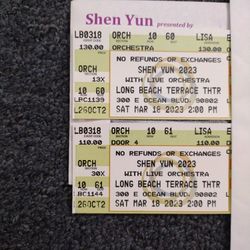 Shen Yun presented by
LB0318 ORCH 10 60 LISA
130.00 ORCHESTRA 130.00
NO REFUNDS OR EXCHANGES
ORCH SHEN YUN 2023
13X WITH LIVE ORCHESTRA
10 60 LONG BEACH TERRACE THTR
LPC1139 300 E OCEAN BLVD. 90802
26OCT2 SAT MAR 18 2023 2:00 PM
LB0318 ORCH 10 61 LISA
110.00 DOOR 4 110.00
NO REFUNDS OR EXCHANGES
ORCH SHEN YUN 2023
13X WITH LIVE ORCHESTRA
10 61 LONG BEACH TERRACE THTR
300 E OCEAN BLVD. 90802
26OCT2 SAT MAR 18 2023 2:00 PM